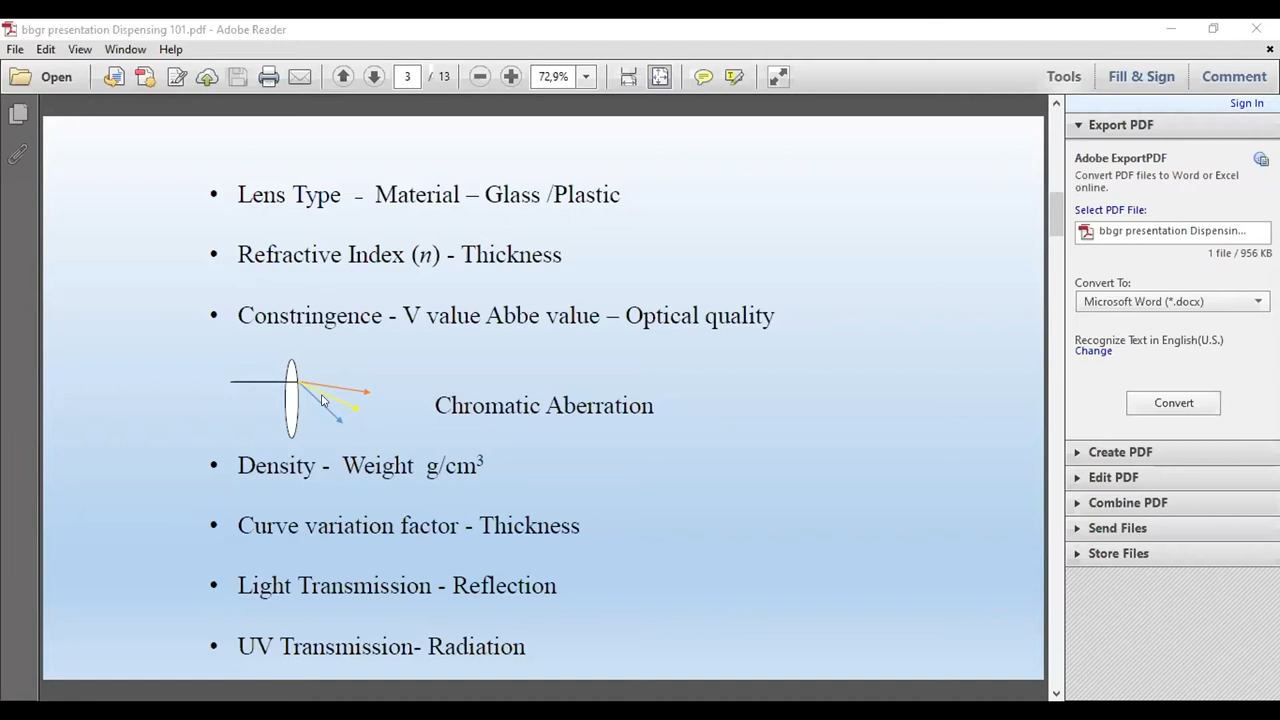 bbgr presentation Dispensing 101.pdf - Adobe Reader
File Edit View Window Help
Open 3 / 13 72,9% Tools Fill & Sign Comment
Sign In
Export PDF
Adobe ExportPDF
Convert PDF files to Word or Excel online.
Select PDF File:
bbgr presentation Dispensin...
1 file / 956 KB
Convert To:
Microsoft Word (*.docx)
Recognize Text in English(U.S.)
Change
Convert
Create PDF
Edit PDF
Combine PDF
Send Files
Store Files
• Lens Type - Material – Glass /Plastic
• Refractive Index (n) - Thickness
• Constringence - V value Abbe value – Optical quality
Chromatic Aberration
• Density - Weight g/cm³
• Curve variation factor - Thickness
• Light Transmission - Reflection
• UV Transmission- Radiation